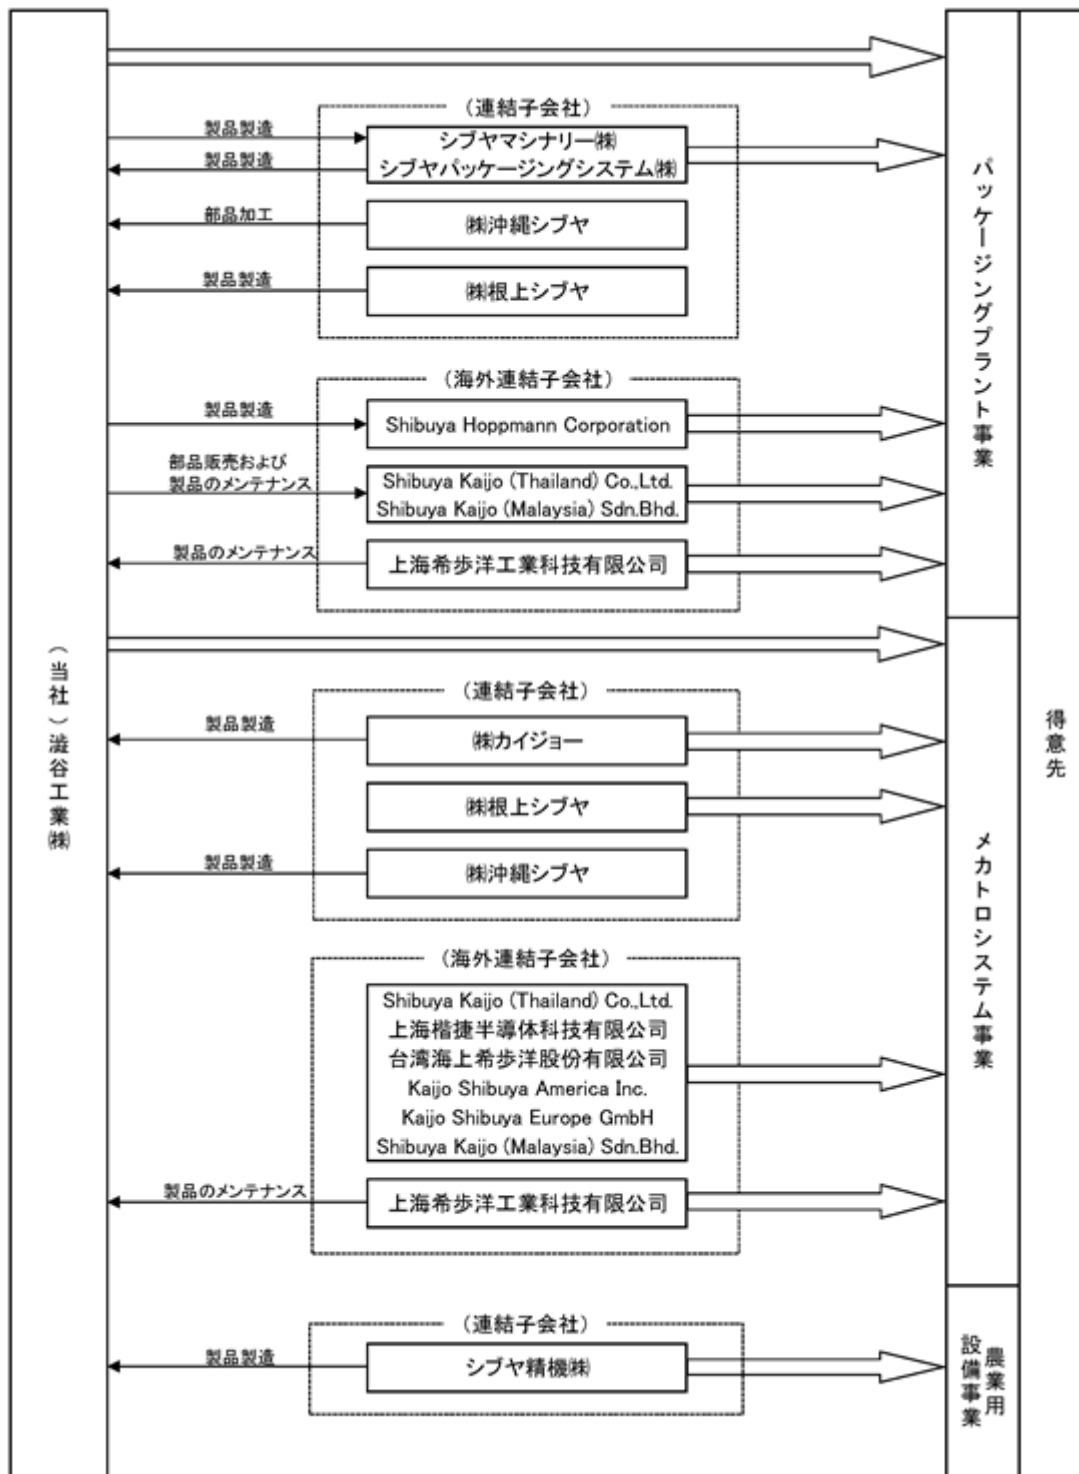 （当社）澁谷工業㈱
（連結子会社）
製品製造
製品製造
シブヤマシナリー㈱
シブヤパッケージングシステム㈱
部品加工
㈱沖縄シブヤ
製品製造
㈱根上シブヤ
（海外連結子会社）
製品製造
Shibuya Hoppmann Corporation
部品販売および
製品のメンテナンス
Shibuya Kaijo (Thailand) Co.,Ltd.
Shibuya Kaijo (Malaysia) Sdn.Bhd.
製品のメンテナンス
上海希歩洋工業科技有限公司
パッケージングプラント事業
（連結子会社）
製品製造
㈱カイジョー
㈱根上シブヤ
製品製造
㈱沖縄シブヤ
（海外連結子会社）
Shibuya Kaijo (Thailand) Co.,Ltd.
上海楷捷半導体科技有限公司
台湾海上希歩洋股份有限公司
Kaijo Shibuya America Inc.
Kaijo Shibuya Europe GmbH
Shibuya Kaijo (Malaysia) Sdn.Bhd.
製品のメンテナンス
上海希歩洋工業科技有限公司
メカトロシステム事業
（連結子会社）
製品製造
シブヤ精機㈱
農業用
設備事業
得意先